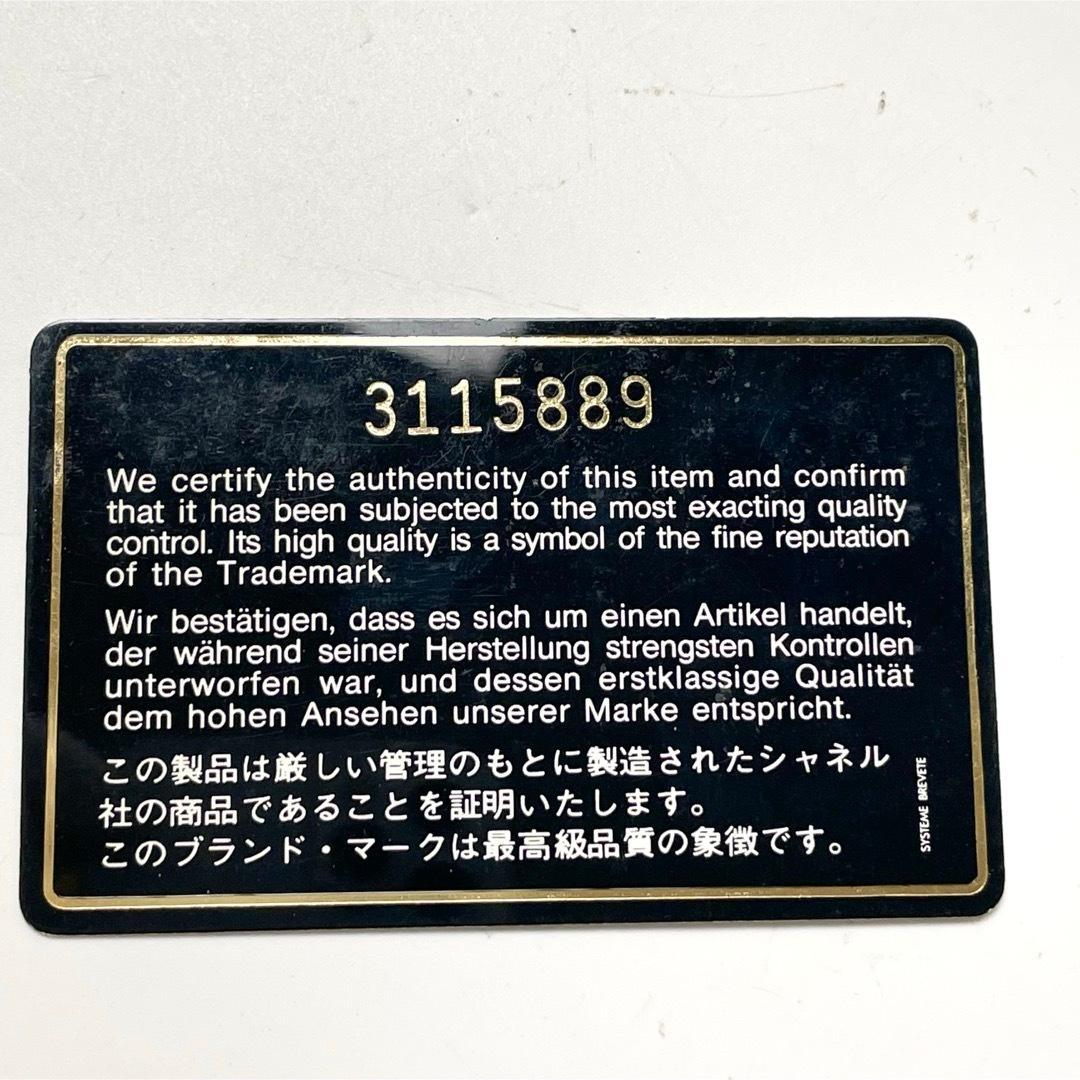 3115889
We certify the authenticity of this item and confirm
that it has been subjected to the most exacting quality
control. Its high quality is a symbol of the fine reputation
of the Trademark.
Wir bestätigen, dass es sich um einen Artikel handelt,
der während seiner Herstellung strengsten Kontrollen
unterworfen war, und dessen erstklassige Qualität
dem hohen Ansehen unserer Marke entspricht.
この製品は厳しい管理のもとに製造されたシャネル
社の商品であることを証明いたします。
このブランド・マークは最高級品質の象徴です。
SYSTEME BREVETE